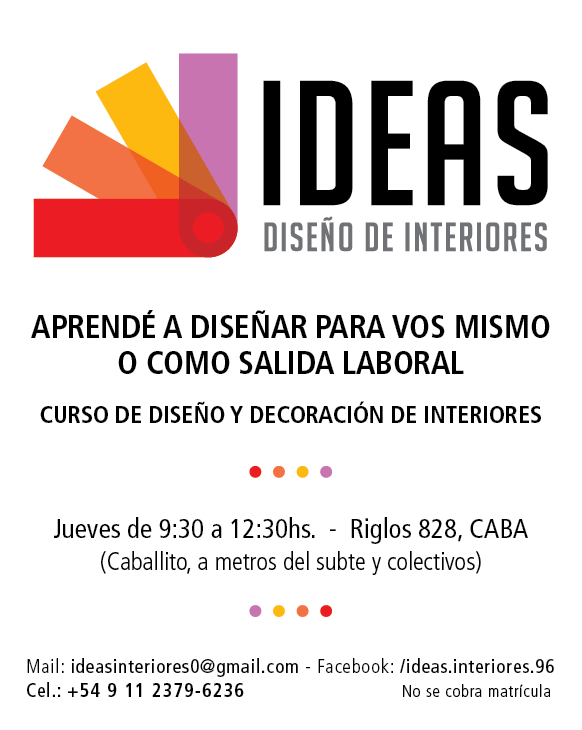 IDEAS
DISEÑO DE INTERIORES
APRENDÉ A DISEÑAR PARA VOS MISMO
O COMO SALIDA LABORAL
CURSO DE DISEÑO Y DECORACIÓN DE INTERIORES
Jueves de 9:30 a 12:30hs. - Riglos 828, CABA
(Caballito, a metros del subte y colectivos)
Mail: ideasinteriores0@gmail.com - Facebook: /ideas.interiores.96
Cel.: +54 9 11 2379-6236 No se cobra matrícula